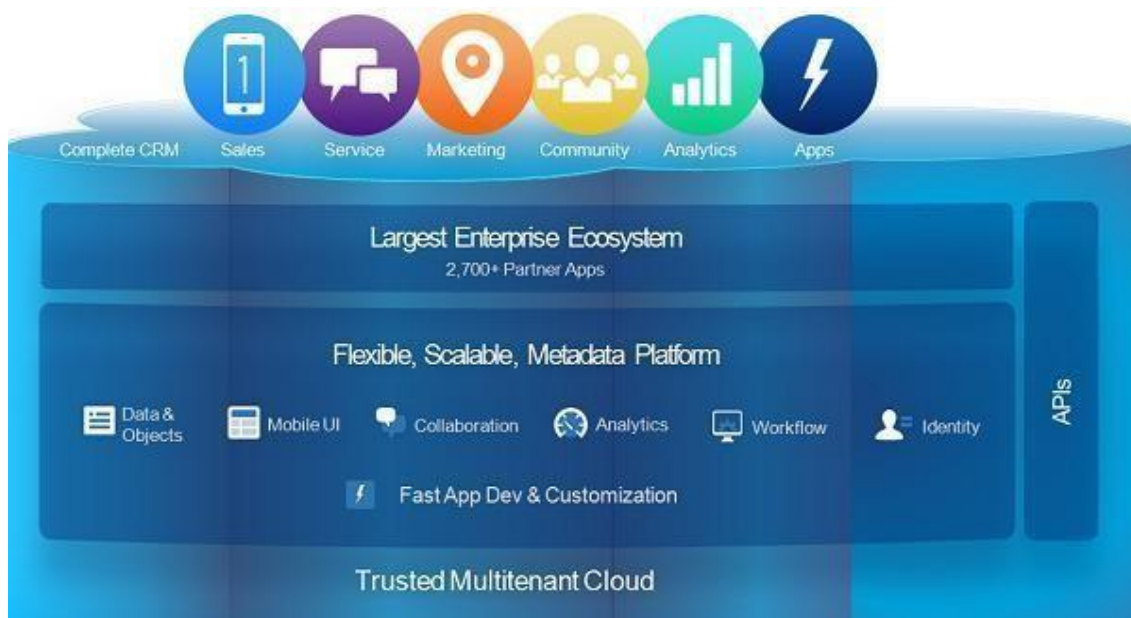 1
Complete CRM
Sales
Service
Marketing
Community
Analytics
Apps
Largest Enterprise Ecosystem
2,700+ Partner Apps
Flexible, Scalable, Metadata Platform
Data &
Objects
Mobile UI
Collaboration
Analytics
Workflow
Identity
Fast App Dev & Customization
APIs
Trusted Multitenant Cloud